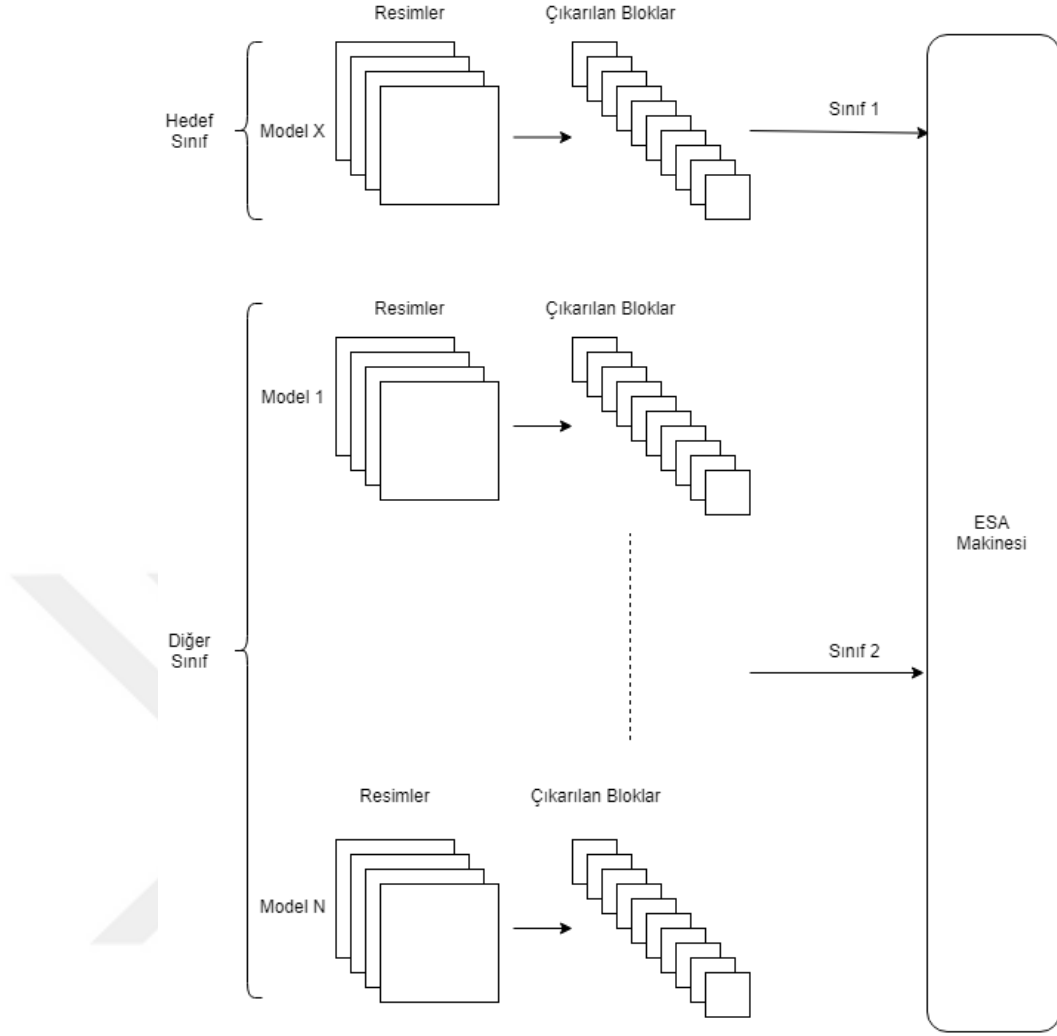 Resimler
Çıkarılan Bloklar
Hedef
Sınıf
Model X
Sınıf 1
Resimler
Çıkarılan Bloklar
Model 1
ESA
Makinesi
Diğer
Sınıf
Sınıf 2
Resimler
Çıkarılan Bloklar
Model N